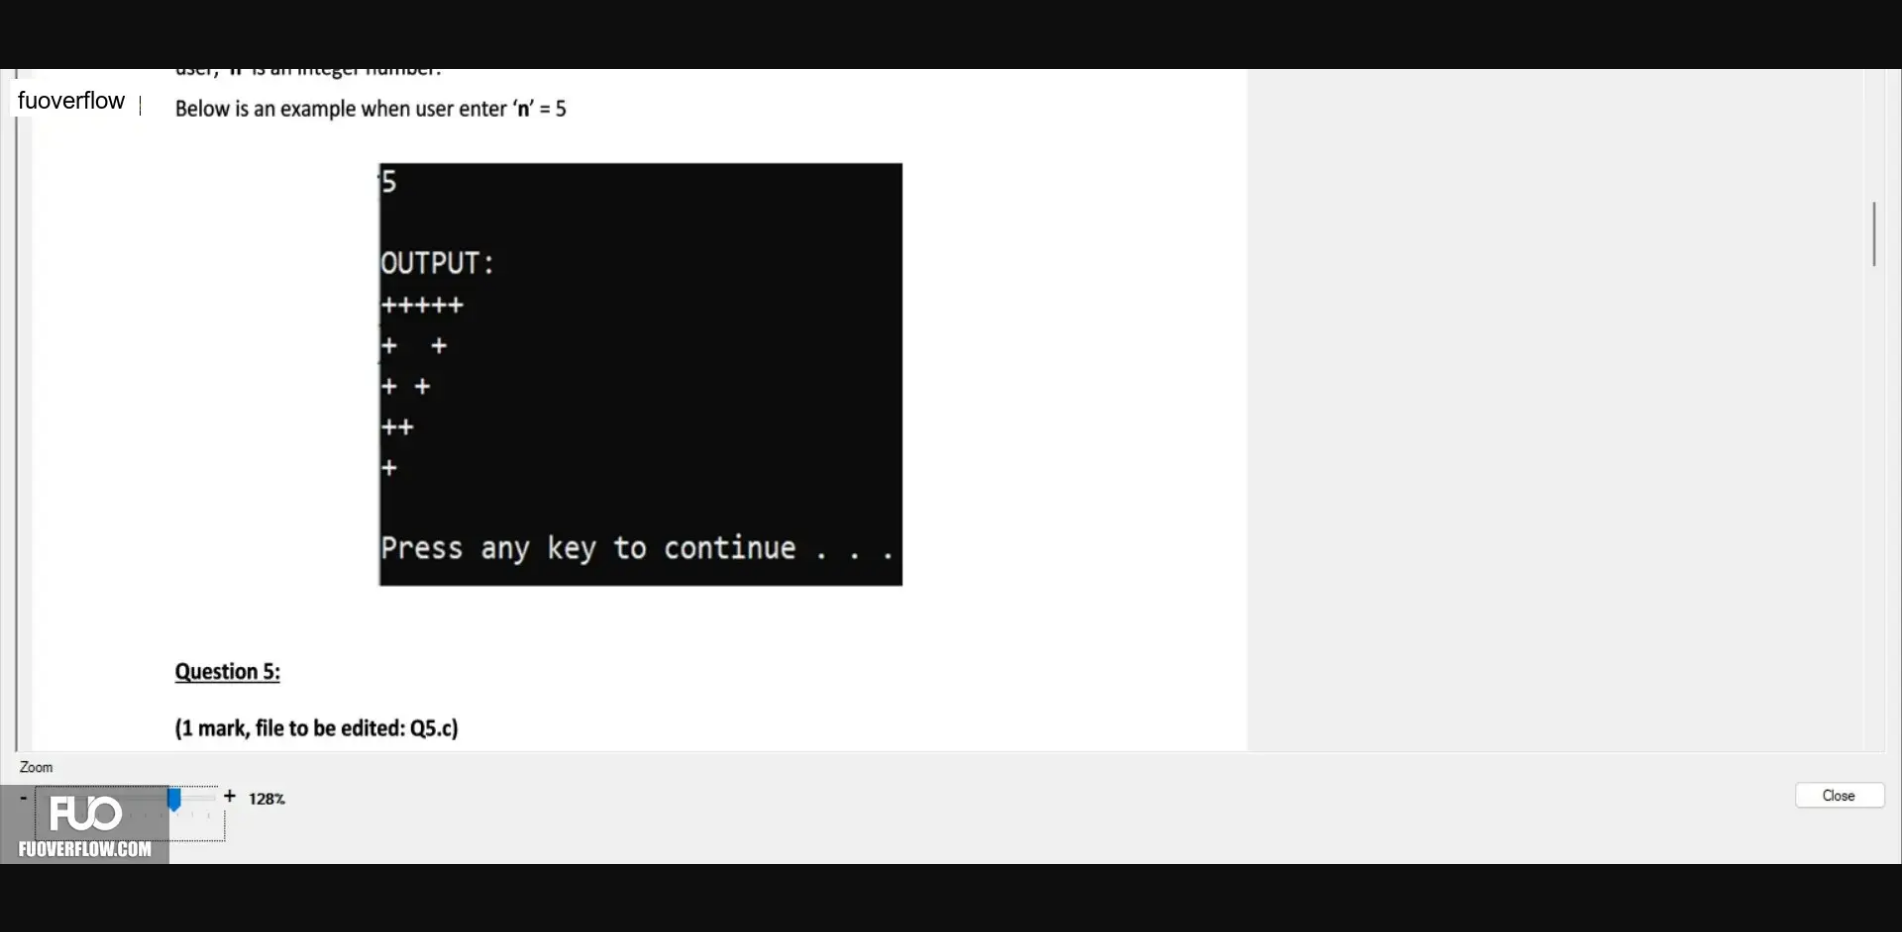 user, 'n' is an integer number.
fuoverflow |
Below is an example when user enter ‘n’ = 5
5
OUTPUT:
+++++
+  +
+ +
++
+
Press any key to continue . . .
Question 5:
(1 mark, file to be edited: Q5.c)
Zoom
- + 128%
Close
FUO
FUOVERFLOW.COM